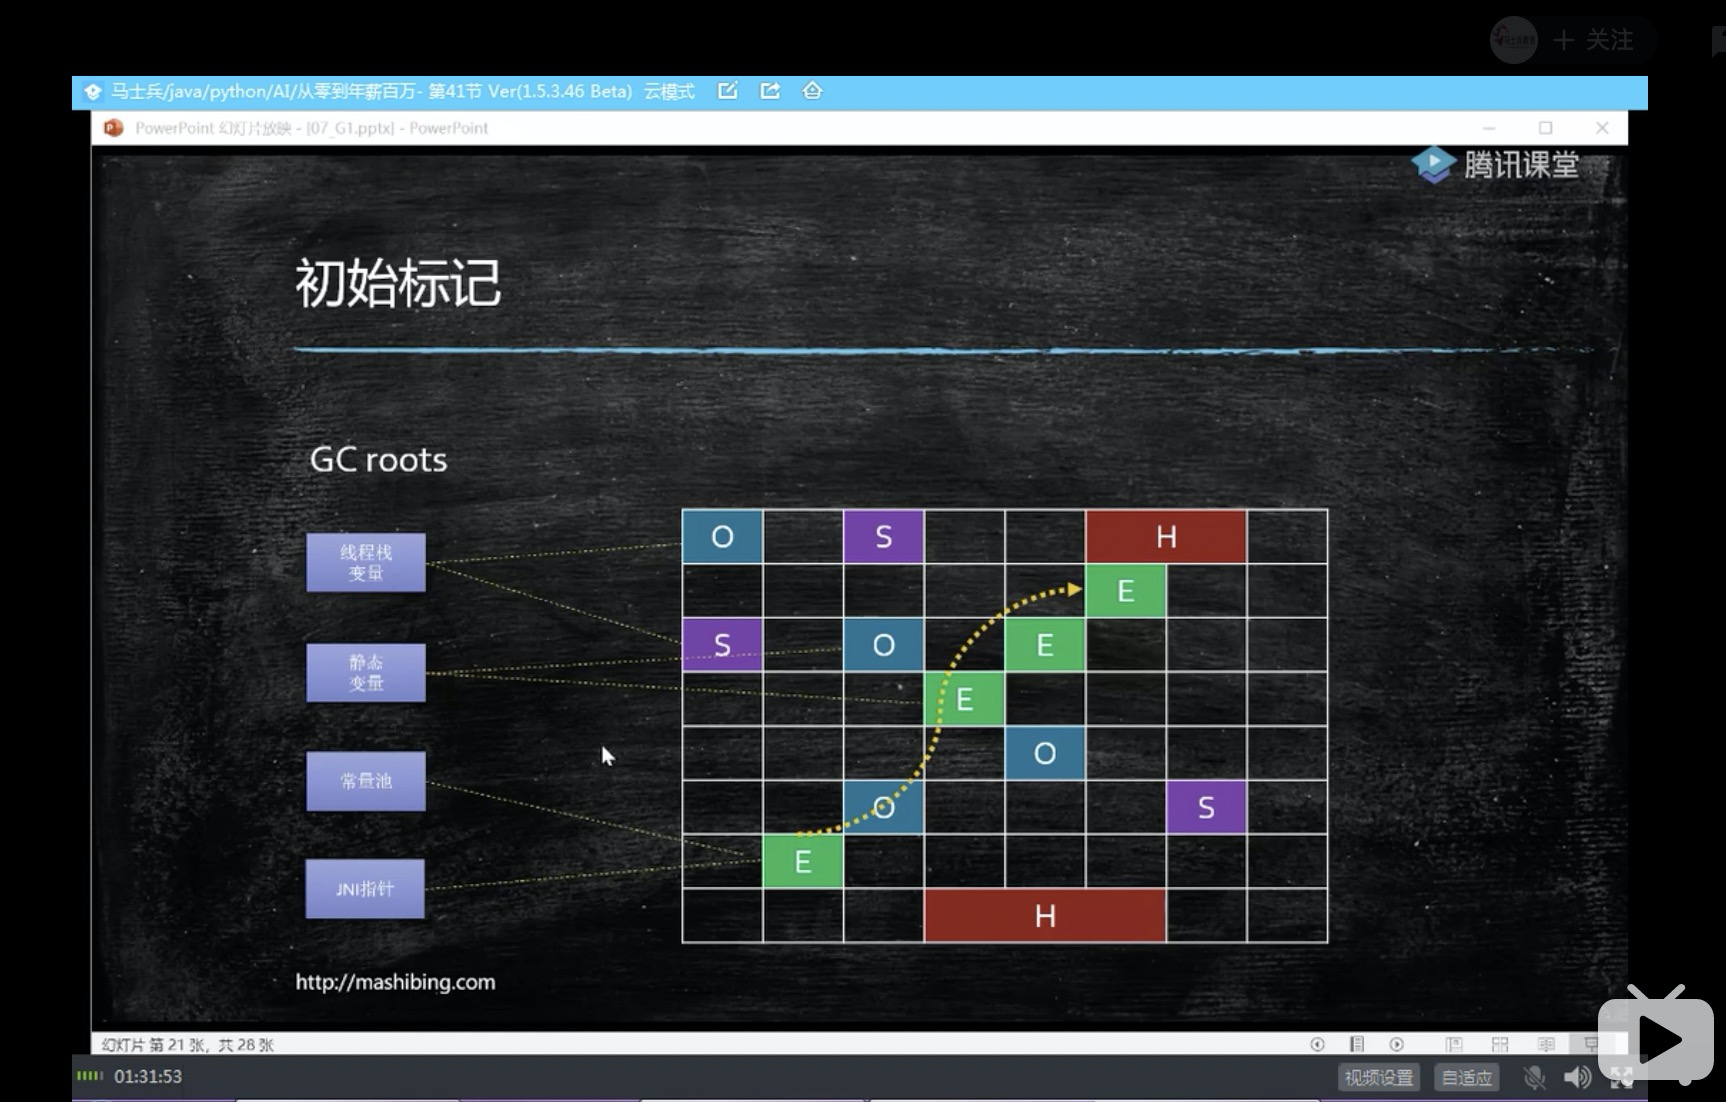 关注
马士兵/java/python/AI/从零到年薪百万- 第41节 Ver(1.5.3.46 Beta) 云模式
PowerPoint 幻灯片放映 - [07_G1.pptx] - PowerPoint
腾讯课堂
初始标记
GC roots
线程栈
变量
静态
变量
常量池
JNI指针
O S H
E
S O E
E
O
O S
E
H
http://mashibing.com
幻灯片 第 21 张，共 28 张
01:31:53
视频设置 自适应